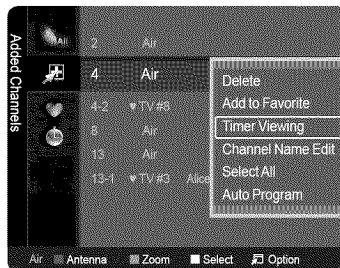 Added Channels
All
2 Air
4 Air
4-2 ♥ TV #8
8 Air
13 Air
13-1 ♥ TV #3 Alice
Delete
Add to Favorite
Timer Viewing
Channel Name Edit
Select All
Auto Program
Air Antenna Zoom Select Option